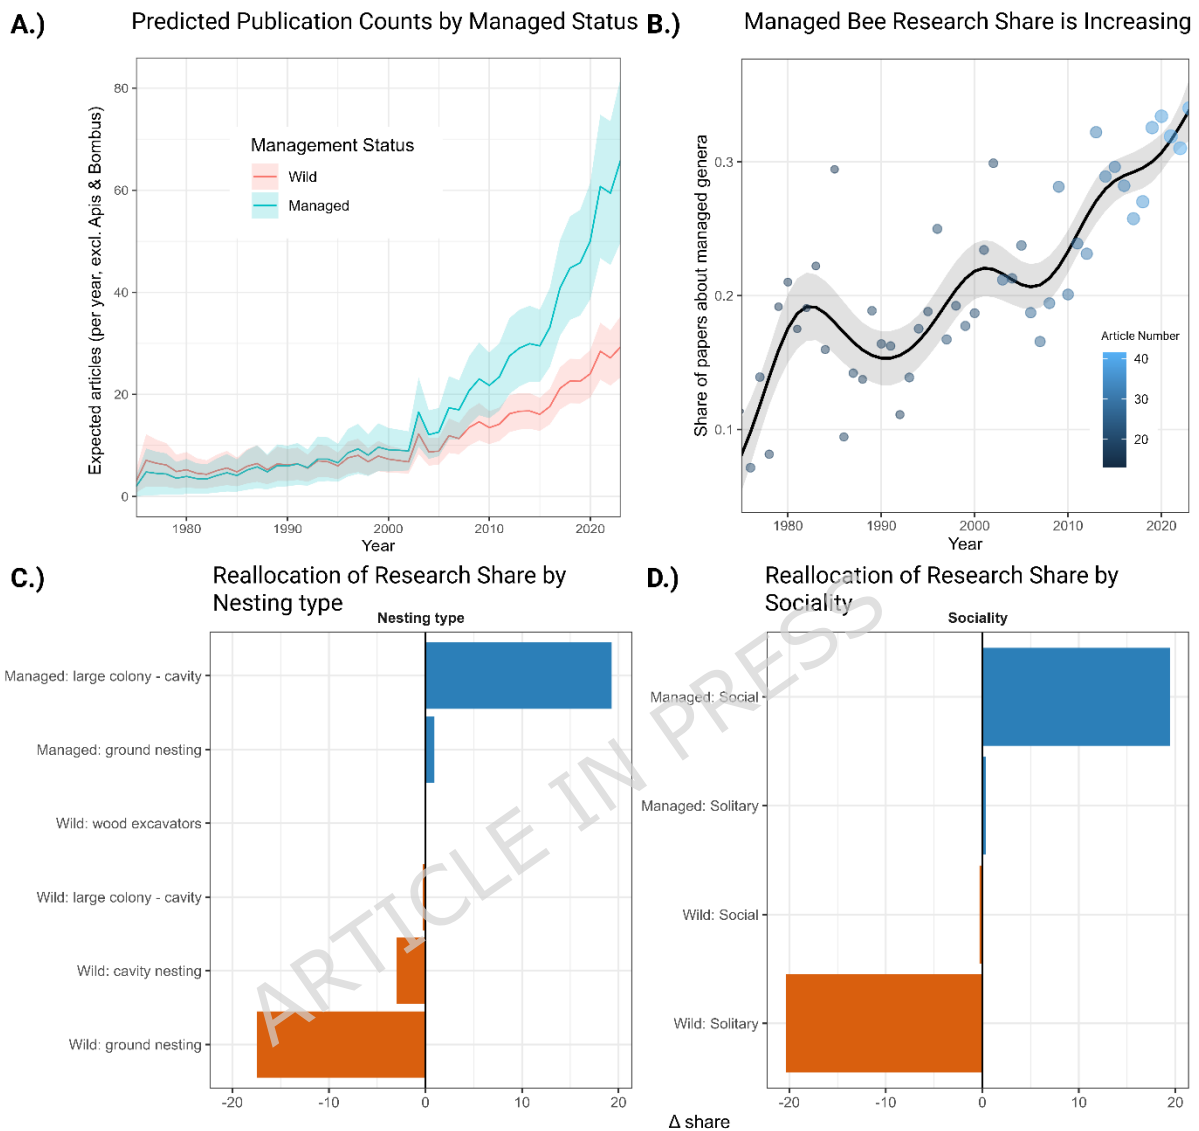 A.)
Predicted Publication Counts by Managed Status
Expected articles (per year, excl. Apis & Bombus)
80
60
40
20
0
Management Status
Wild
Managed
1980
1990
2000
2010
2020
Year
B.)
Managed Bee Research Share is Increasing
Share of papers about managed genera
0.3
0.2
0.1
Article Number
40
30
20
1980
1990
2000
2010
2020
Year
C.)
Reallocation of Research Share by
Nesting type
Nesting type
Managed: large colony - cavity
Managed: ground nesting
Wild: wood excavators
Wild: large colony - cavity
Wild: cavity nesting
Wild: ground nesting
-20
-10
0
10
20
D.)
Reallocation of Research Share by
Sociality
Sociality
Managed: Social
Managed: Solitary
Wild: Social
Wild: Solitary
-20
-10
0
10
20
Δ share
ARTICLE IN PRESS